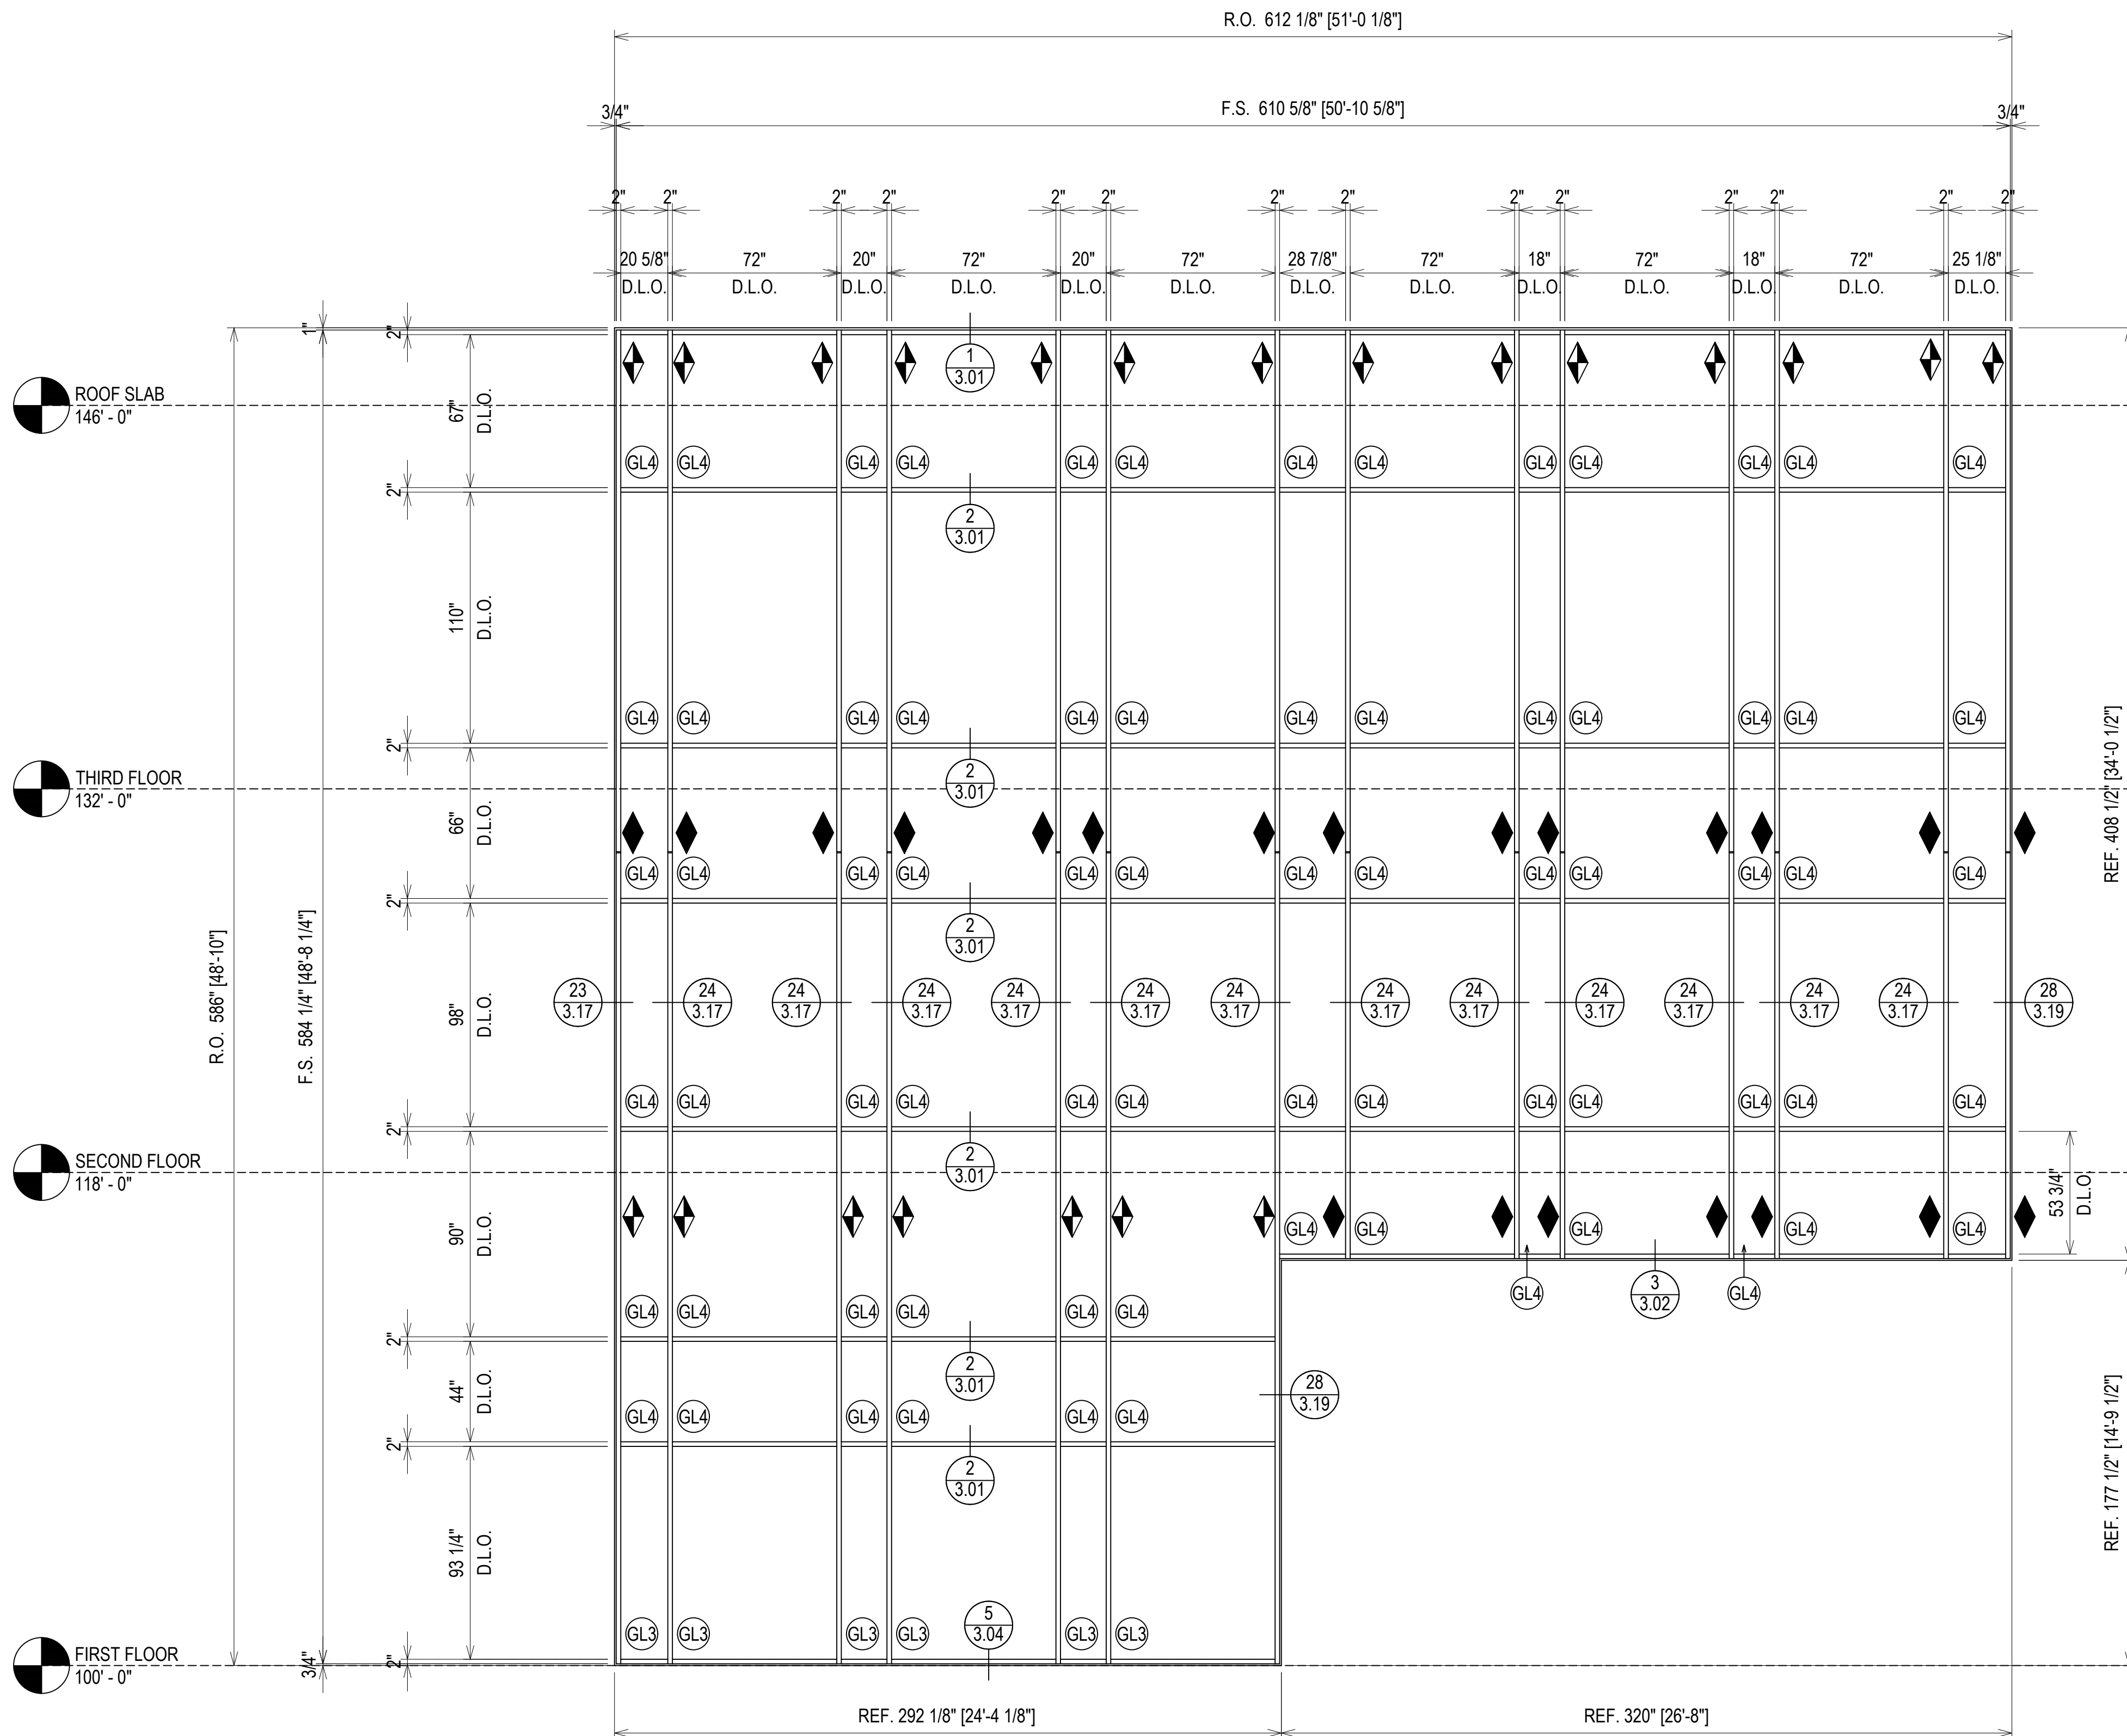 R.O. 612 1/8" [51'-0 1/8"]
3/4"
F.S. 610 5/8" [50'-10 5/8"]
3/4"
2" 2" 2" 2" 2" 2" 2" 2" 2" 2" 2" 2" 2" 2"
20 5/8" 72" 20" 72" 20" 72" 28 7/8" 72" 18" 72" 18" 72" 25 1/8"
D.L.O. D.L.O. D.L.O. D.L.O. D.L.O. D.L.O. D.L.O. D.L.O. D.L.O. D.L.O. D.L.O. D.L.O. D.L.O.
1" 2"
1
3.01
ROOF SLAB
146' - 0"
67"
D.L.O.
GL4 GL4 GL4 GL4 GL4 GL4 GL4 GL4 GL4 GL4 GL4 GL4 GL4
2"
2
3.01
110"
D.L.O.
GL4 GL4 GL4 GL4 GL4 GL4 GL4 GL4 GL4 GL4 GL4 GL4 GL4
2"
2
3.01
THIRD FLOOR
132' - 0"
66"
D.L.O.
REF. 408 1/2" [34'-0 1/2"]
GL4 GL4 GL4 GL4 GL4 GL4 GL4 GL4 GL4 GL4 GL4 GL4 GL4
2"
2
3.01
R.O. 586" [48'-10"]
F.S. 584 1/4" [48'-8 1/4"]
98"
D.L.O.
23 24 24 24 24 24 24 24 24 24 24 24 24 28
3.17 3.17 3.17 3.17 3.17 3.17 3.17 3.17 3.17 3.17 3.17 3.17 3.17 3.19
GL4 GL4 GL4 GL4 GL4 GL4 GL4 GL4 GL4 GL4 GL4 GL4 GL4
2"
2
3.01
SECOND FLOOR
118' - 0"
53 3/4"
D.L.O.
90"
D.L.O.
GL4 GL4 GL4 GL4 GL4
GL4 GL4
3
3.02
GL4 GL4 GL4 GL4 GL4 GL4
2"
2
3.01
28
3.19
44"
D.L.O.
GL4 GL4 GL4 GL4 GL4 GL4
2"
2
3.01
REF. 177 1/2" [14'-9 1/2"]
93 1/4"
D.L.O.
5
3.04
GL3 GL3 GL3 GL3 GL3 GL3
FIRST FLOOR
100' - 0"
3/4" 2"
REF. 292 1/8" [24'-4 1/8"]
REF. 320" [26'-8"]